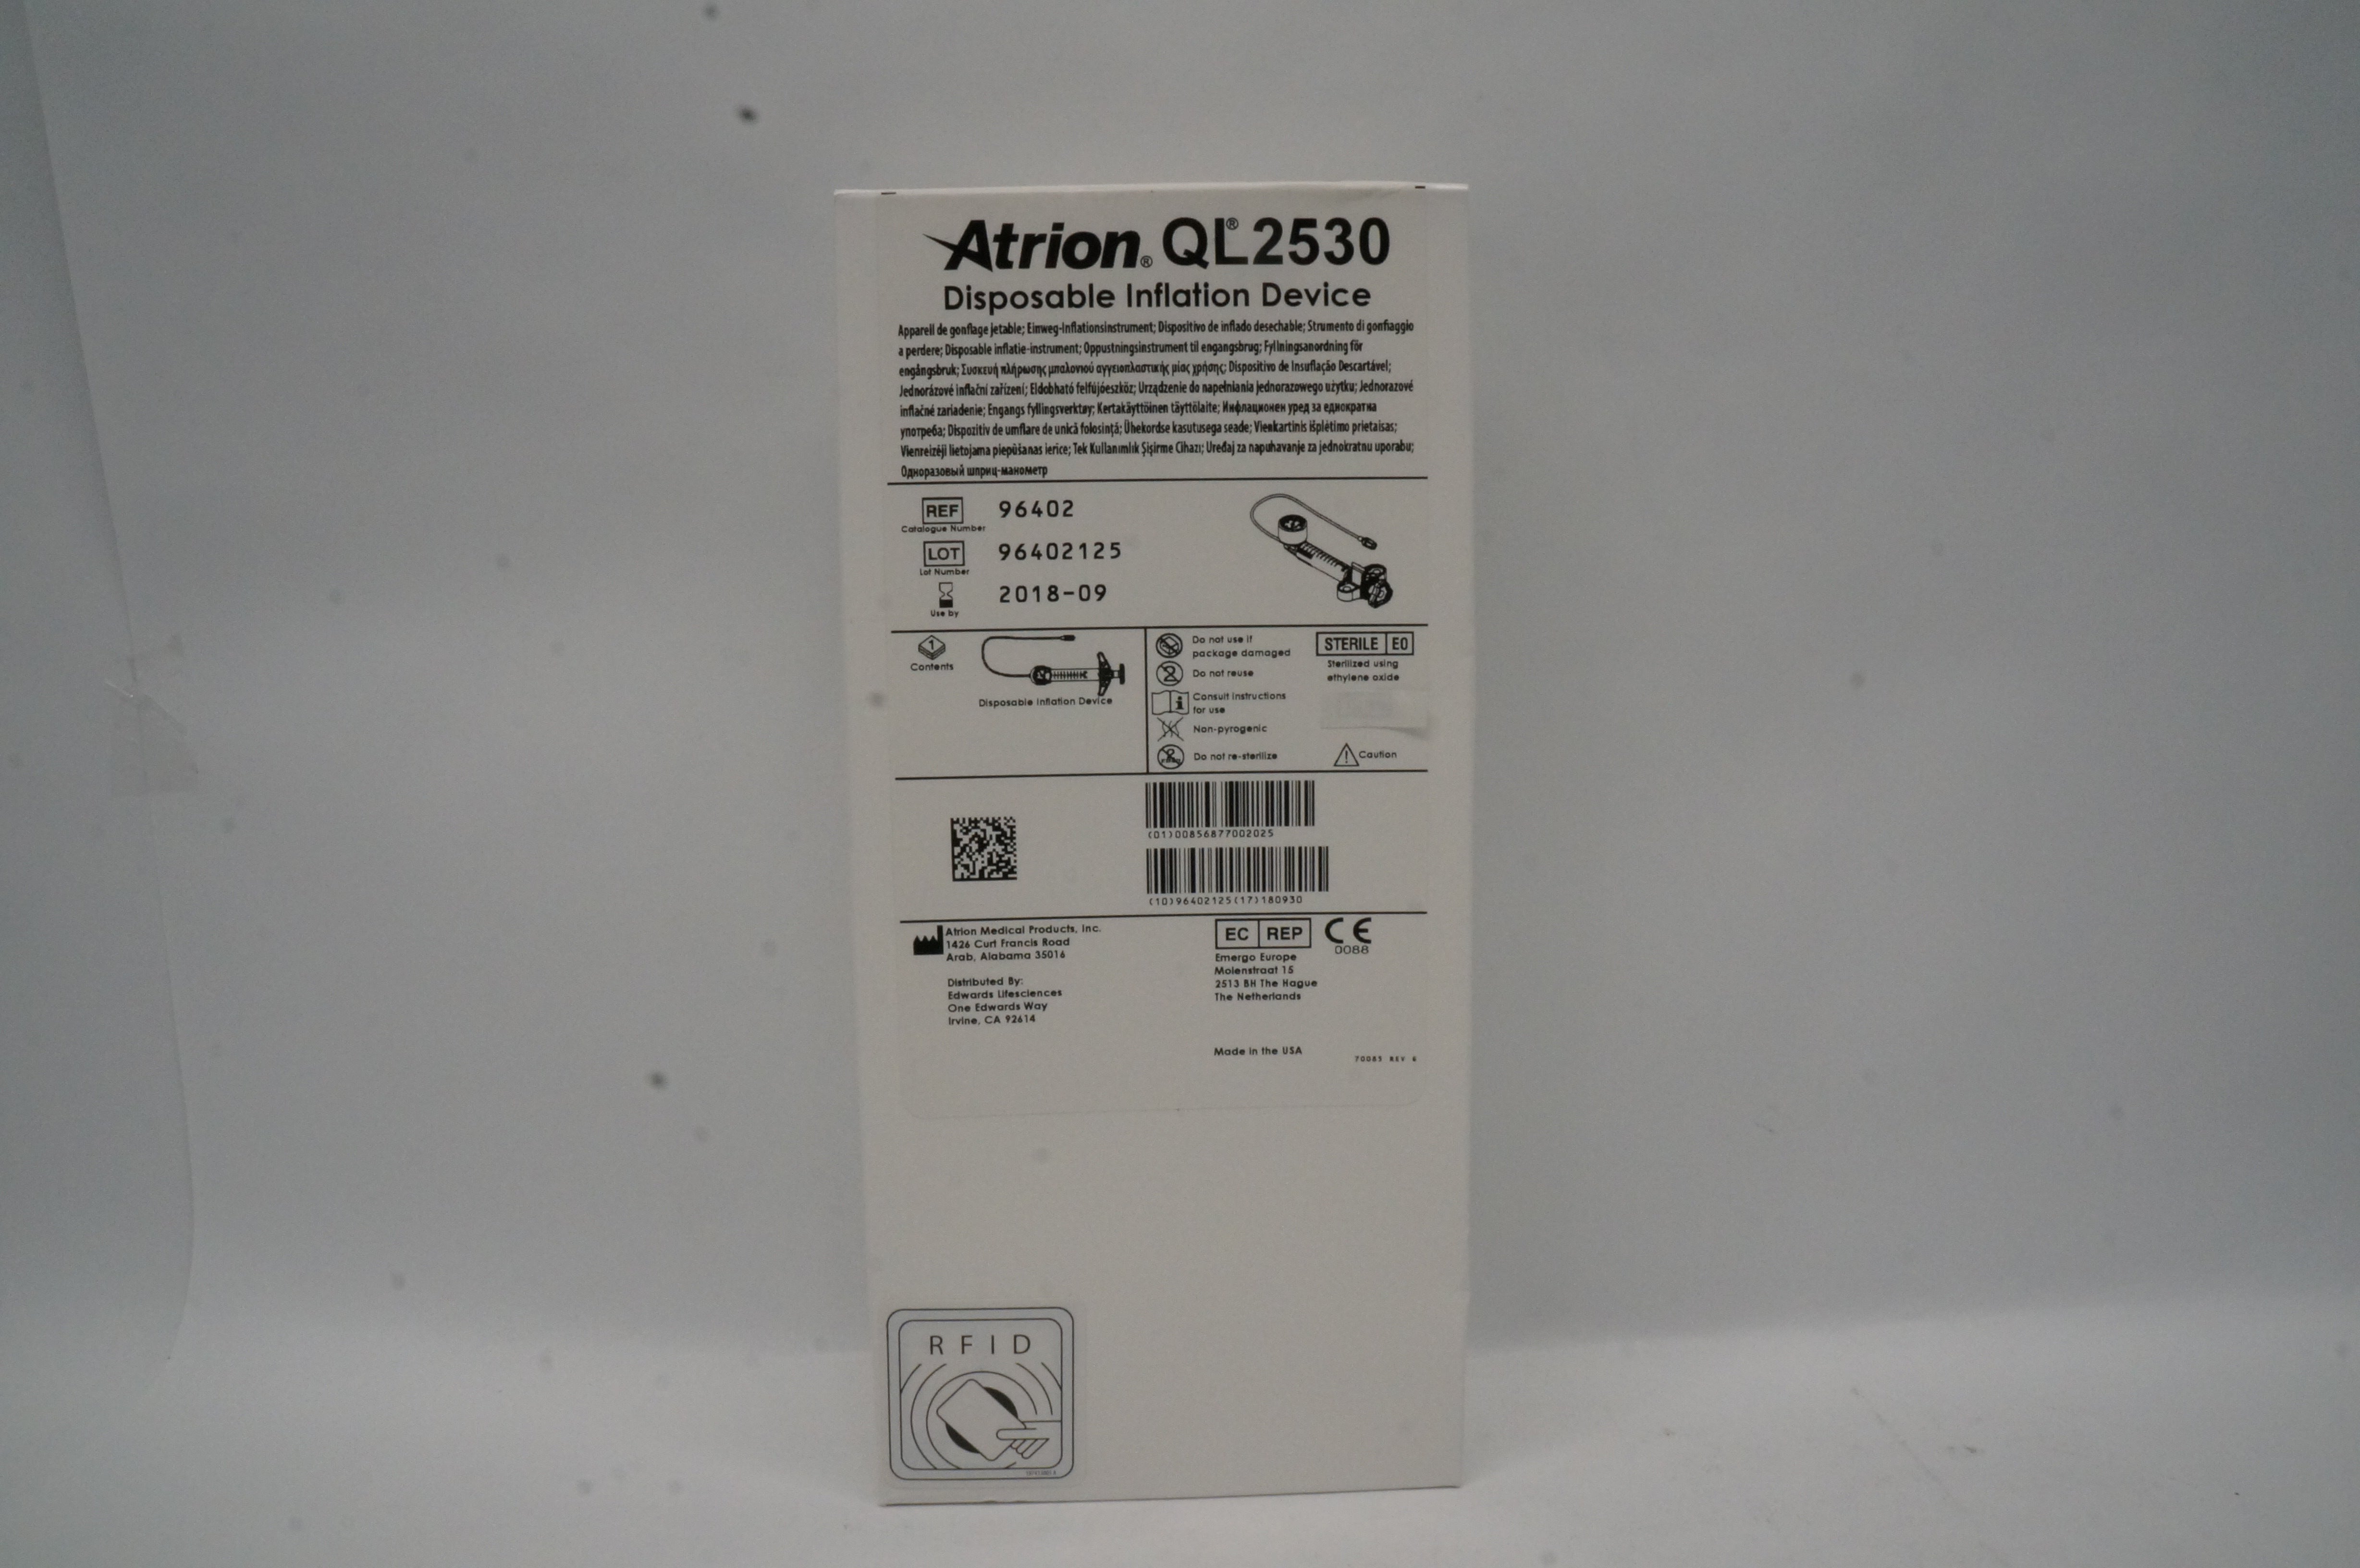 Atrion® QL®2530
Disposable Inflation Device
Appareil de gonflage jetable; Einweg-Inflationsinstrument; Dispositivo de inflado desechable; Strumento di gonfiaggio
a perdere; Disposable inflatie-instrument; Oppustningsinstrument til engangsbrug; Fyllningsanordning för
engångsbruk; Συσκευή πλήρωσης μπαλονιού αγγειοπλαστικής μίας χρήσης; Dispositivo de Insuflação Descartável;
Jednorázové inflační zařízení; Eldobható felfújóeszköz; Urządzenie do napełniania jednorazowego użytku; Jednorazové
inflačné zariadenie; Engangs fyllingsverktøy; Kertakäyttöinen täyttölaite; Инфлационен уред за еднократна
употреба; Dispozitiv de umflare de unică folosință; Ühekordse kasutusega seade; Vienkartinis išplėtimo prietaisas;
Vienreizēji lietojama piepūšanas ierīce; Tek Kullanımlık Şişirme Cihazı; Uređaj za napuhavanje za jednokratnu uporabu;
Одноразовый шприц-манометр
REF 96402
Catalogue Number
LOT 96402125
Lot Number
2018-09
Use by
1
Contents
Disposable Inflation Device
Do not use if
package damaged
Do not reuse
Consult instructions
for use
Non-pyrogenic
Do not re-sterilize
STERILE EO
Sterilized using
ethylene oxide
Caution
(01)00856877002025
(10)96402125(17)180930
Atrion Medical Products, Inc.
1426 Curt Francis Road
Arab, Alabama 35016
Distributed By:
Edwards Lifesciences
One Edwards Way
Irvine, CA 92614
EC REP CE
0088
Emergo Europe
Molenstraat 15
2513 BH The Hague
The Netherlands
Made in the USA
70083 REV 6
RFID